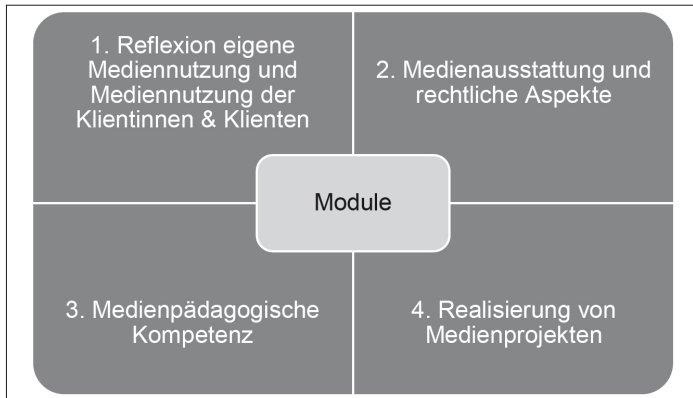 1. Reflexion eigene
Mediennutzung und
Mediennutzung der
Klientinnen & Klienten
2. Medienausstattung und
rechtliche Aspekte
Module
3. Medienpädagogische
Kompetenz
4. Realisierung von
Medienprojekten